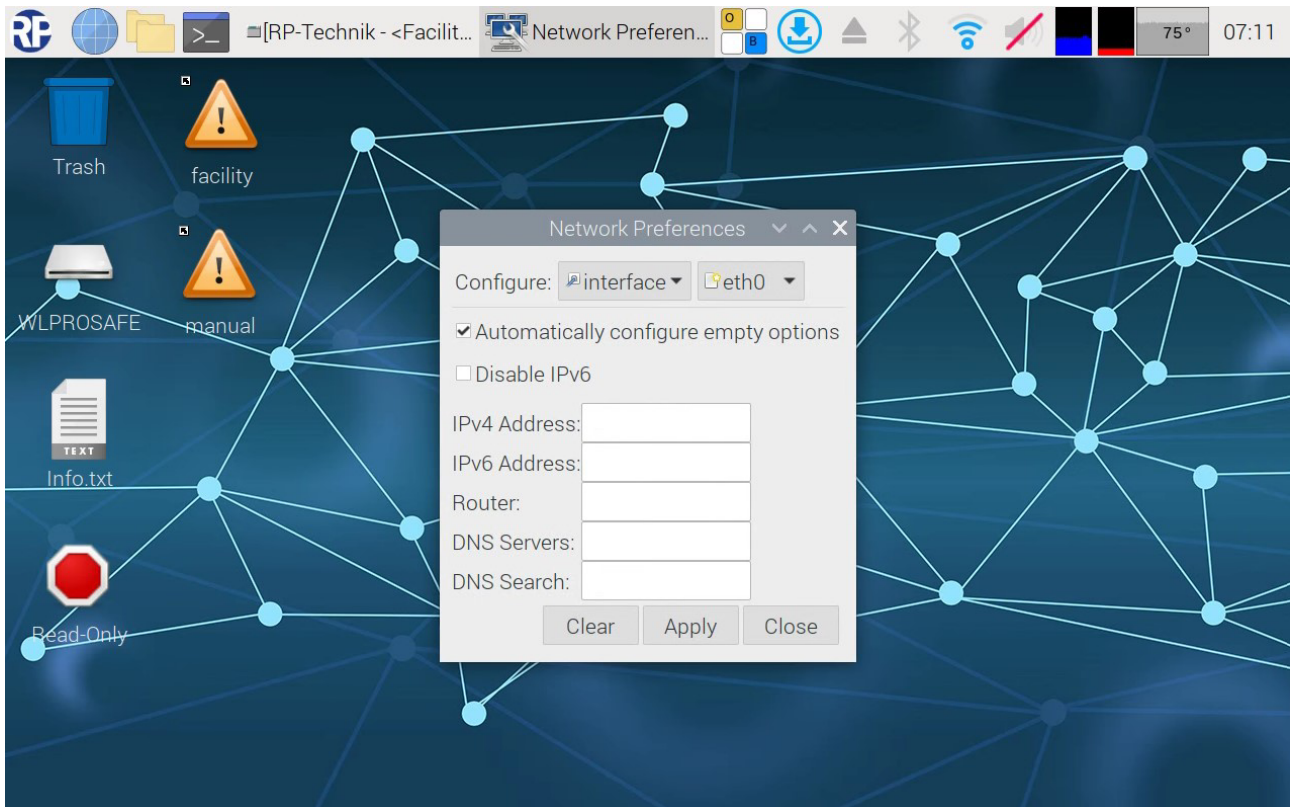 RP >_ [RP-Technik - <Facilit... Network Preferen... O B 75° 07:11
Trash
facility
WLPROSAFE
manual
TEXT
Info.txt
Read-Only
Network Preferences
Configure: interface eth0
Automatically configure empty options
Disable IPv6
IPv4 Address:
IPv6 Address:
Router:
DNS Servers:
DNS Search:
Clear Apply Close